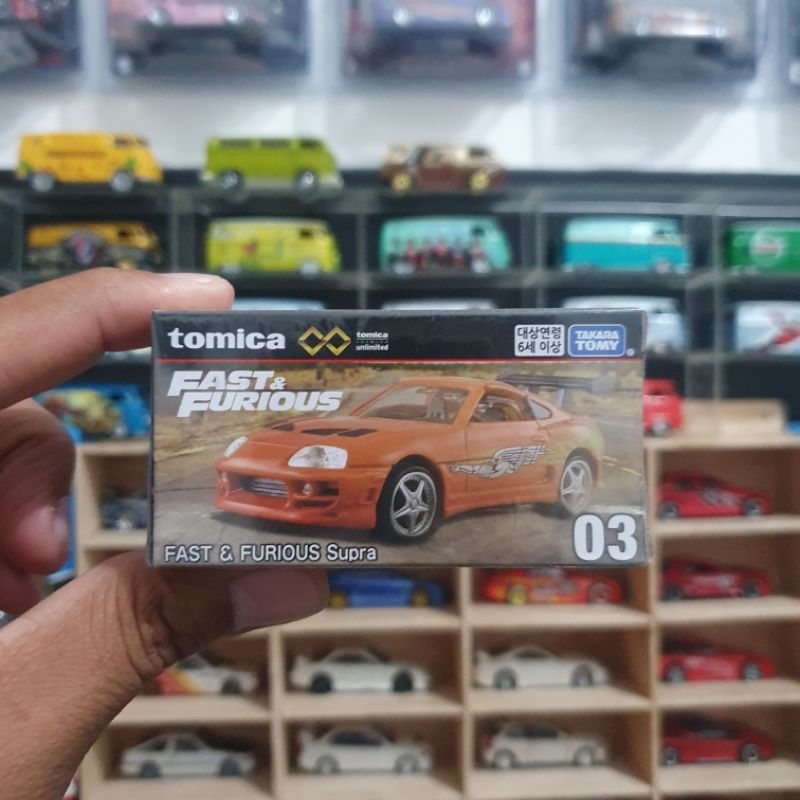 tomica
tomica
unlimited
대상연령
6세 이상
TAKARA
TOMY
FAST &
FURIOUS
FAST & FURIOUS Supra
03